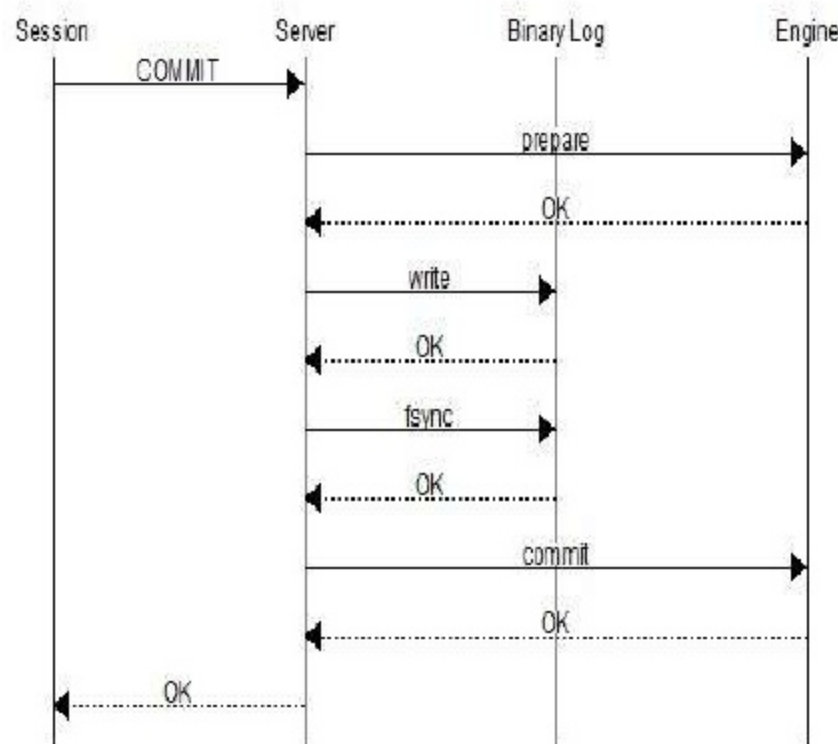 Session Server Binary Log Engine
COMMIT
prepare
OK
write
OK
fsync
OK
commit
OK
OK